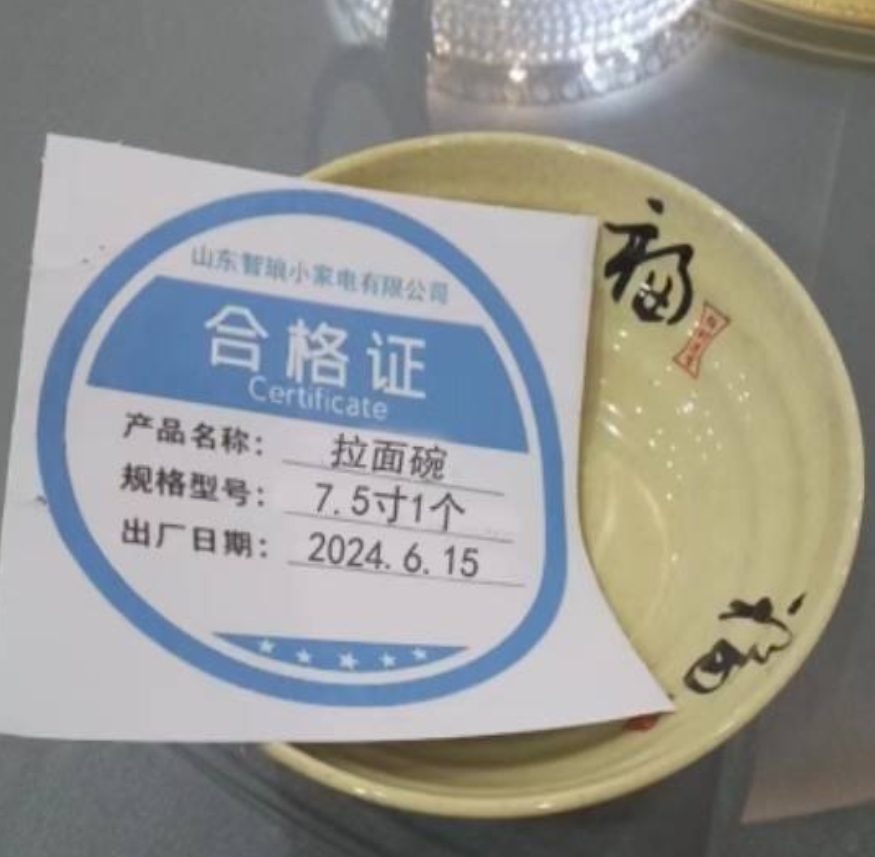 山东智琅小家电有限公司
合格证
Certificate
产品名称：拉面碗
规格型号：7.5寸1个
出厂日期：2024.6.15
福
福